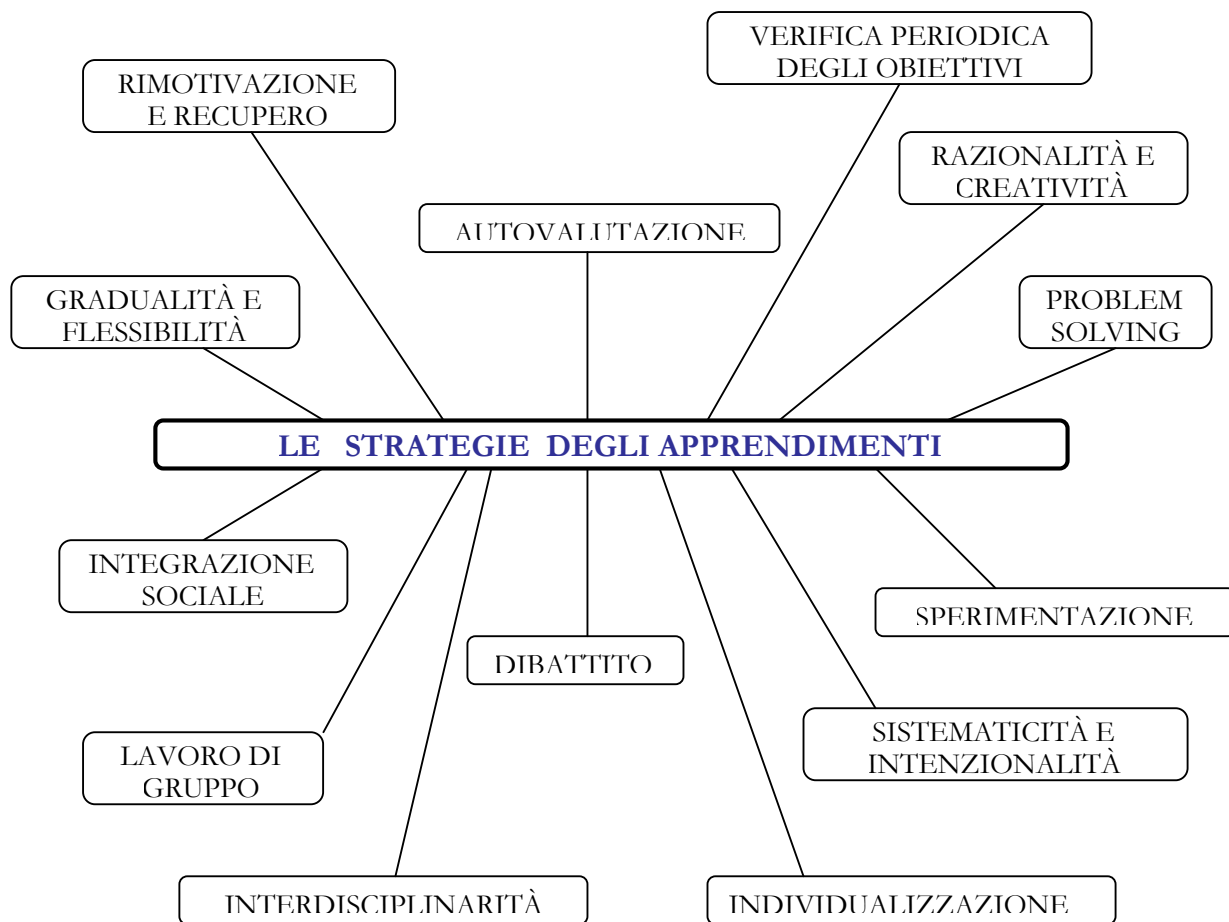 VERIFICA PERIODICA
DEGLI OBIETTIVI
RIMOTIVAZIONE
E RECUPERO
RAZIONALITÀ E
CREATIVITÀ
AUTOVALUTAZIONE
GRADUALITÀ E
FLESSIBILITÀ
PROBLEM
SOLVING
LE STRATEGIE DEGLI APPRENDIMENTI
INTEGRAZIONE
SOCIALE
SPERIMENTAZIONE
DIBATTITO
SISTEMATICITÀ E
INTENZIONALITÀ
LAVORO DI
GRUPPO
INTERDISCIPLINARITÀ
INDIVIDUALIZZAZIONE